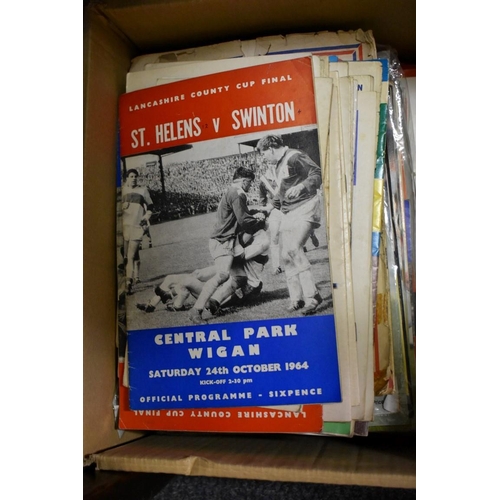 LANCASHIRE COUNTY CUP FINAL
ST. HELENS v SWINTON
CENTRAL PARK
WIGAN
SATURDAY 24th OCTOBER 1964
KICK-OFF 2-30 pm
OFFICIAL PROGRAMME - SIXPENCE
LANCASHIRE COUNTY CUP FINAL